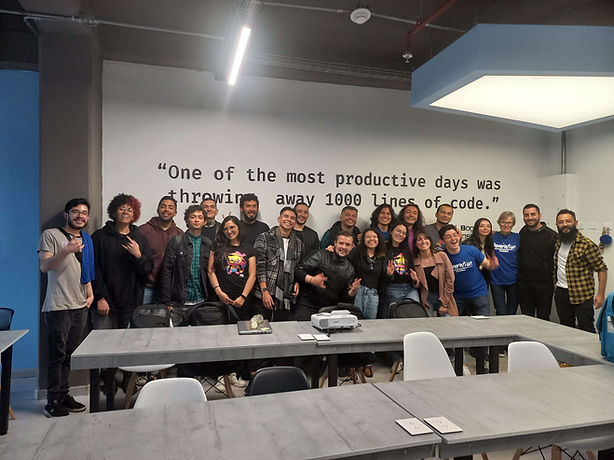 “One of the most productive days was
throwing away 1000 lines of code.”